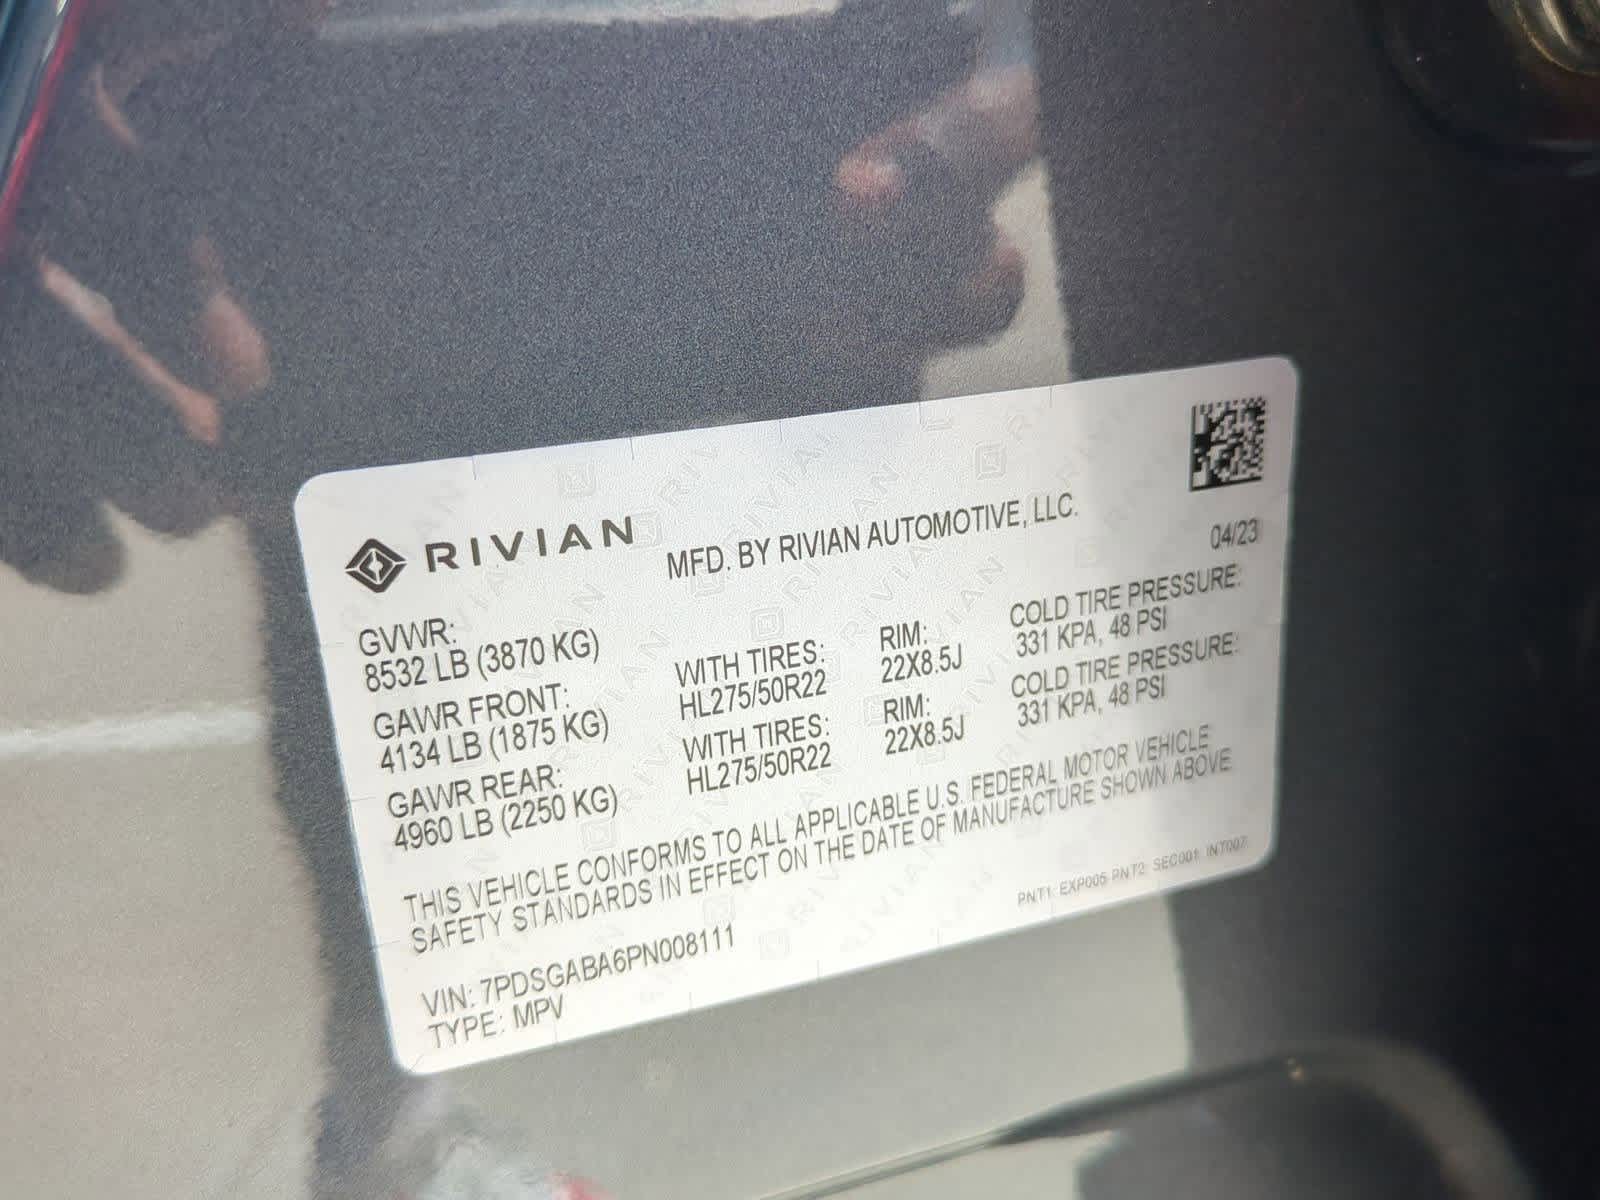 RIVIAN
MFD. BY RIVIAN AUTOMOTIVE, LLC.
04/23
GVWR:
8532 LB (3870 KG)
GAWR FRONT:
4134 LB (1875 KG)
WITH TIRES:
HL275/50R22
RIM:
22X8.5J
COLD TIRE PRESSURE:
331 KPA, 48 PSI
GAWR REAR:
4960 LB (2250 KG)
WITH TIRES:
HL275/50R22
RIM:
22X8.5J
COLD TIRE PRESSURE:
331 KPA, 48 PSI
THIS VEHICLE CONFORMS TO ALL APPLICABLE U.S. FEDERAL MOTOR VEHICLE
SAFETY STANDARDS IN EFFECT ON THE DATE OF MANUFACTURE SHOWN ABOVE
PNT1: EXP005 PNT2: SEC001 INT007
VIN: 7PDSGABA6PN008111
TYPE: MPV